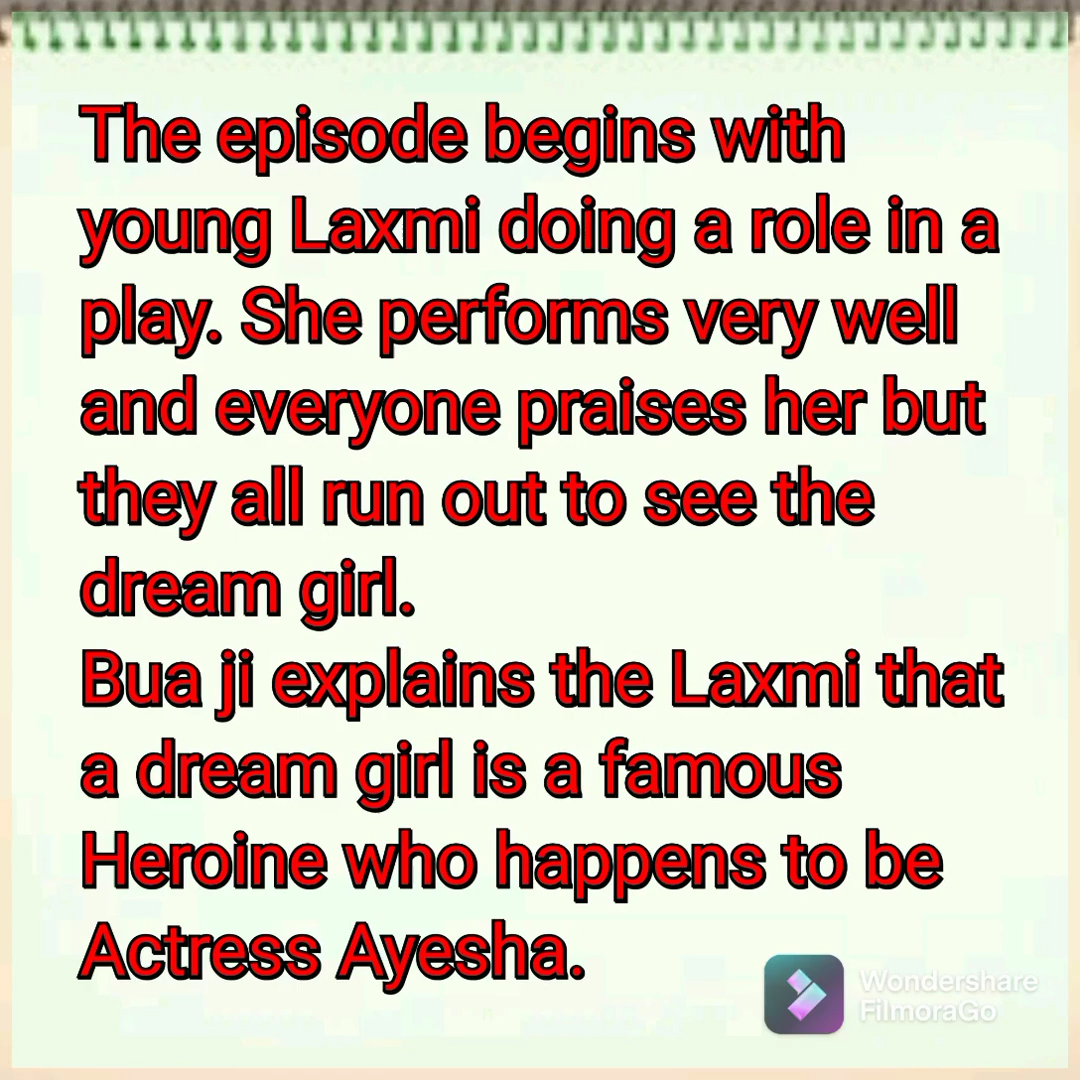 The episode begins with
young Laxmi doing a role in a
play. She performs very well
and everyone praises her but
they all run out to see the
dream girl.
Bua ji explains the Laxmi that
a dream girl is a famous
Heroine who happens to be
Actress Ayesha.
Wondershare
FilmoraGo